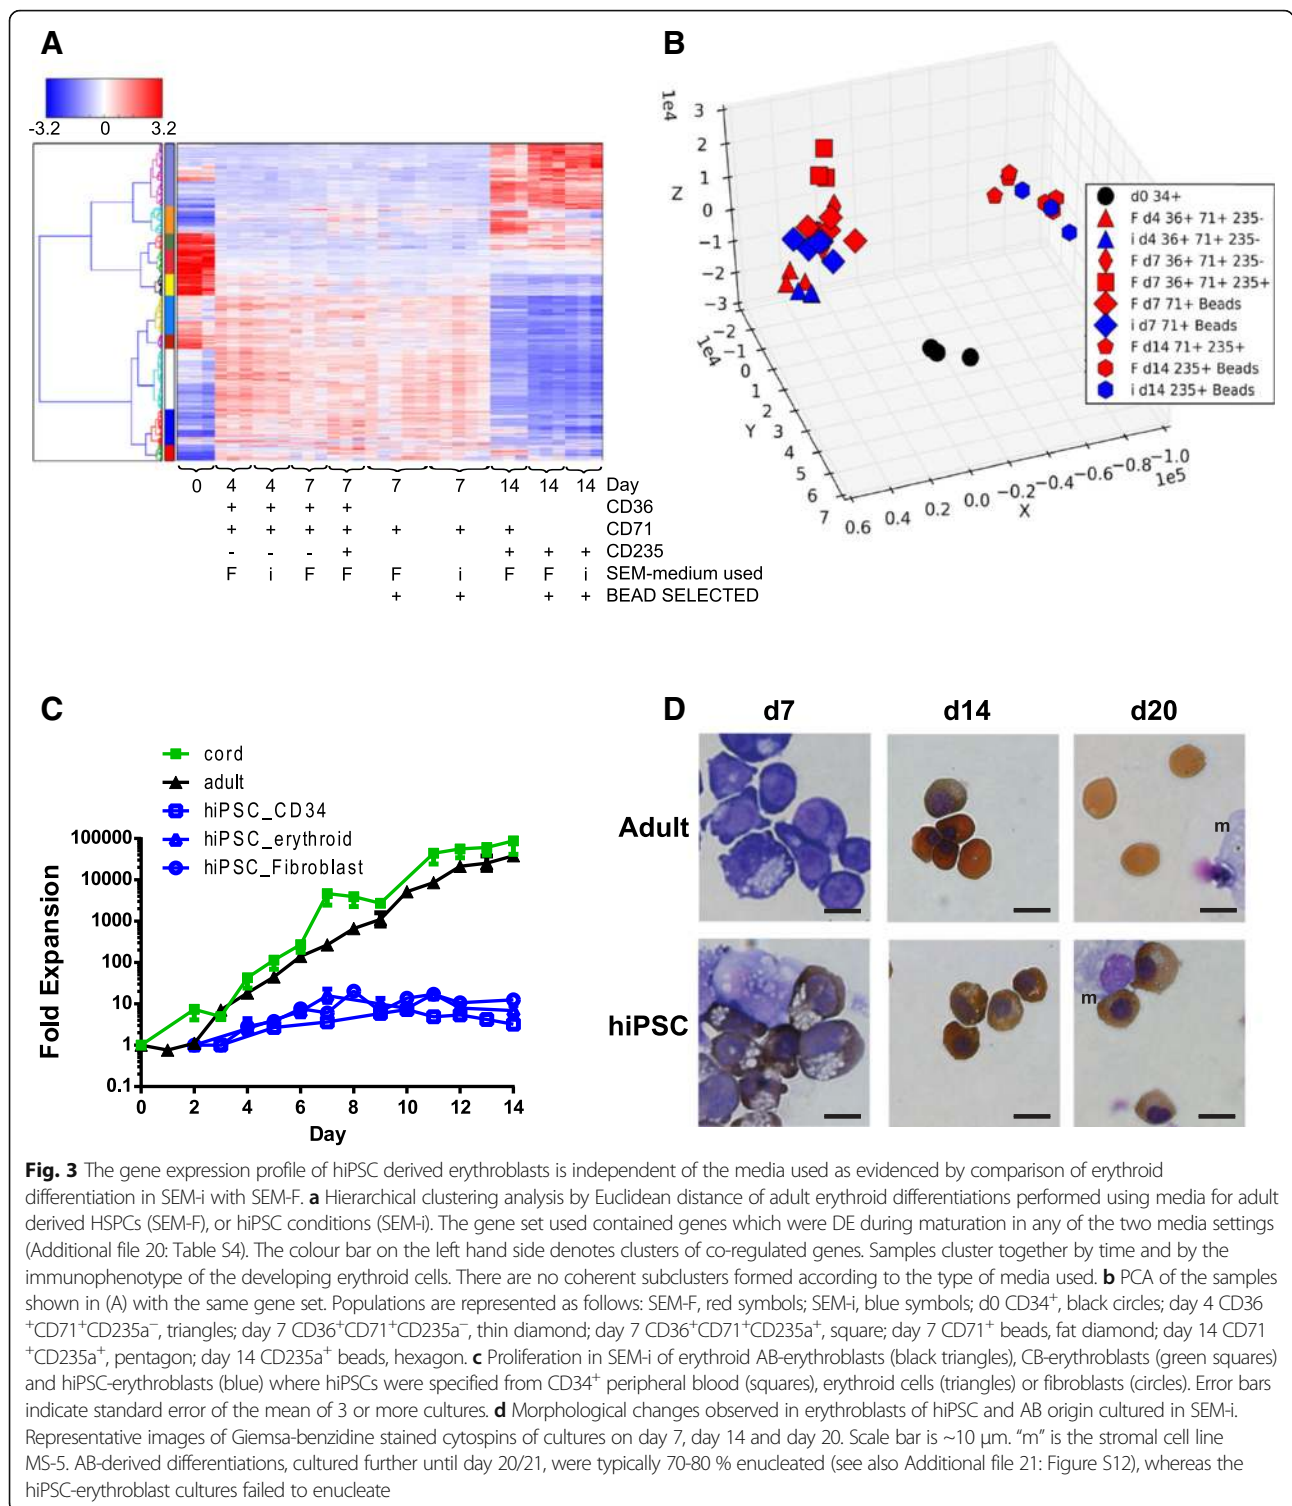 A
-3.2 0 3.2
0 4 4 7 7 7 7 14 14 14 Day
+ + + + CD36
+ + + + + + + CD71
- - - + + + + CD235
F i F F F i F F i SEM-medium used
+ + + + BEAD SELECTED
B
1e4
3
2
1
0
−1
−2
−3
Z
−2
−1
0
1
2
3
4
5
6
7
1e4
Y
0.6 0.4 0.2 0.0 −0.2 −0.4 −0.6 −0.8 −1.0
1e5
X
d0 34+
F d4 36+ 71+ 235-
i d4 36+ 71+ 235-
F d7 36+ 71+ 235-
F d7 36+ 71+ 235+
F d7 71+ Beads
i d7 71+ Beads
F d14 71+ 235+
F d14 235+ Beads
i d14 235+ Beads
C
cord
adult
hiPSC_CD34
hiPSC_erythroid
hiPSC_Fibroblast
100000
10000
1000
100
10
1
0.1
Fold Expansion
0 2 4 6 8 10 12 14
Day
D
d7 d14 d20
Adult
m
hiPSC
m
Fig. 3 The gene expression profile of hiPSC derived erythroblasts is independent of the media used as evidenced by comparison of erythroid
differentiation in SEM-i with SEM-F. a Hierarchical clustering analysis by Euclidean distance of adult erythroid differentiations performed using media for adult
derived HSPCs (SEM-F), or hiPSC conditions (SEM-i). The gene set used contained genes which were DE during maturation in any of the two media settings
(Additional file 20: Table S4). The colour bar on the left hand side denotes clusters of co-regulated genes. Samples cluster together by time and by the
immunophenotype of the developing erythroid cells. There are no coherent subclusters formed according to the type of media used. b PCA of the samples
shown in (A) with the same gene set. Populations are represented as follows: SEM-F, red symbols; SEM-i, blue symbols; d0 CD34⁺, black circles; day 4 CD36
⁺CD71⁺CD235a⁻, triangles; day 7 CD36⁺CD71⁺CD235a⁻, thin diamond; day 7 CD36⁺CD71⁺CD235a⁺, square; day 7 CD71⁺ beads, fat diamond; day 14 CD71
⁺CD235a⁺, pentagon; day 14 CD235a⁺ beads, hexagon. c Proliferation in SEM-i of erythroid AB-erythroblasts (black triangles), CB-erythroblasts (green squares)
and hiPSC-erythroblasts (blue) where hiPSCs were specified from CD34⁺ peripheral blood (squares), erythroid cells (triangles) or fibroblasts (circles). Error bars
indicate standard error of the mean of 3 or more cultures. d Morphological changes observed in erythroblasts of hiPSC and AB origin cultured in SEM-i.
Representative images of Giemsa-benzidine stained cytospins of cultures on day 7, day 14 and day 20. Scale bar is ~10 μm. “m” is the stromal cell line
MS-5. AB-derived differentiations, cultured further until day 20/21, were typically 70-80 % enucleated (see also Additional file 21: Figure S12), whereas the
hiPSC-erythroblast cultures failed to enucleate